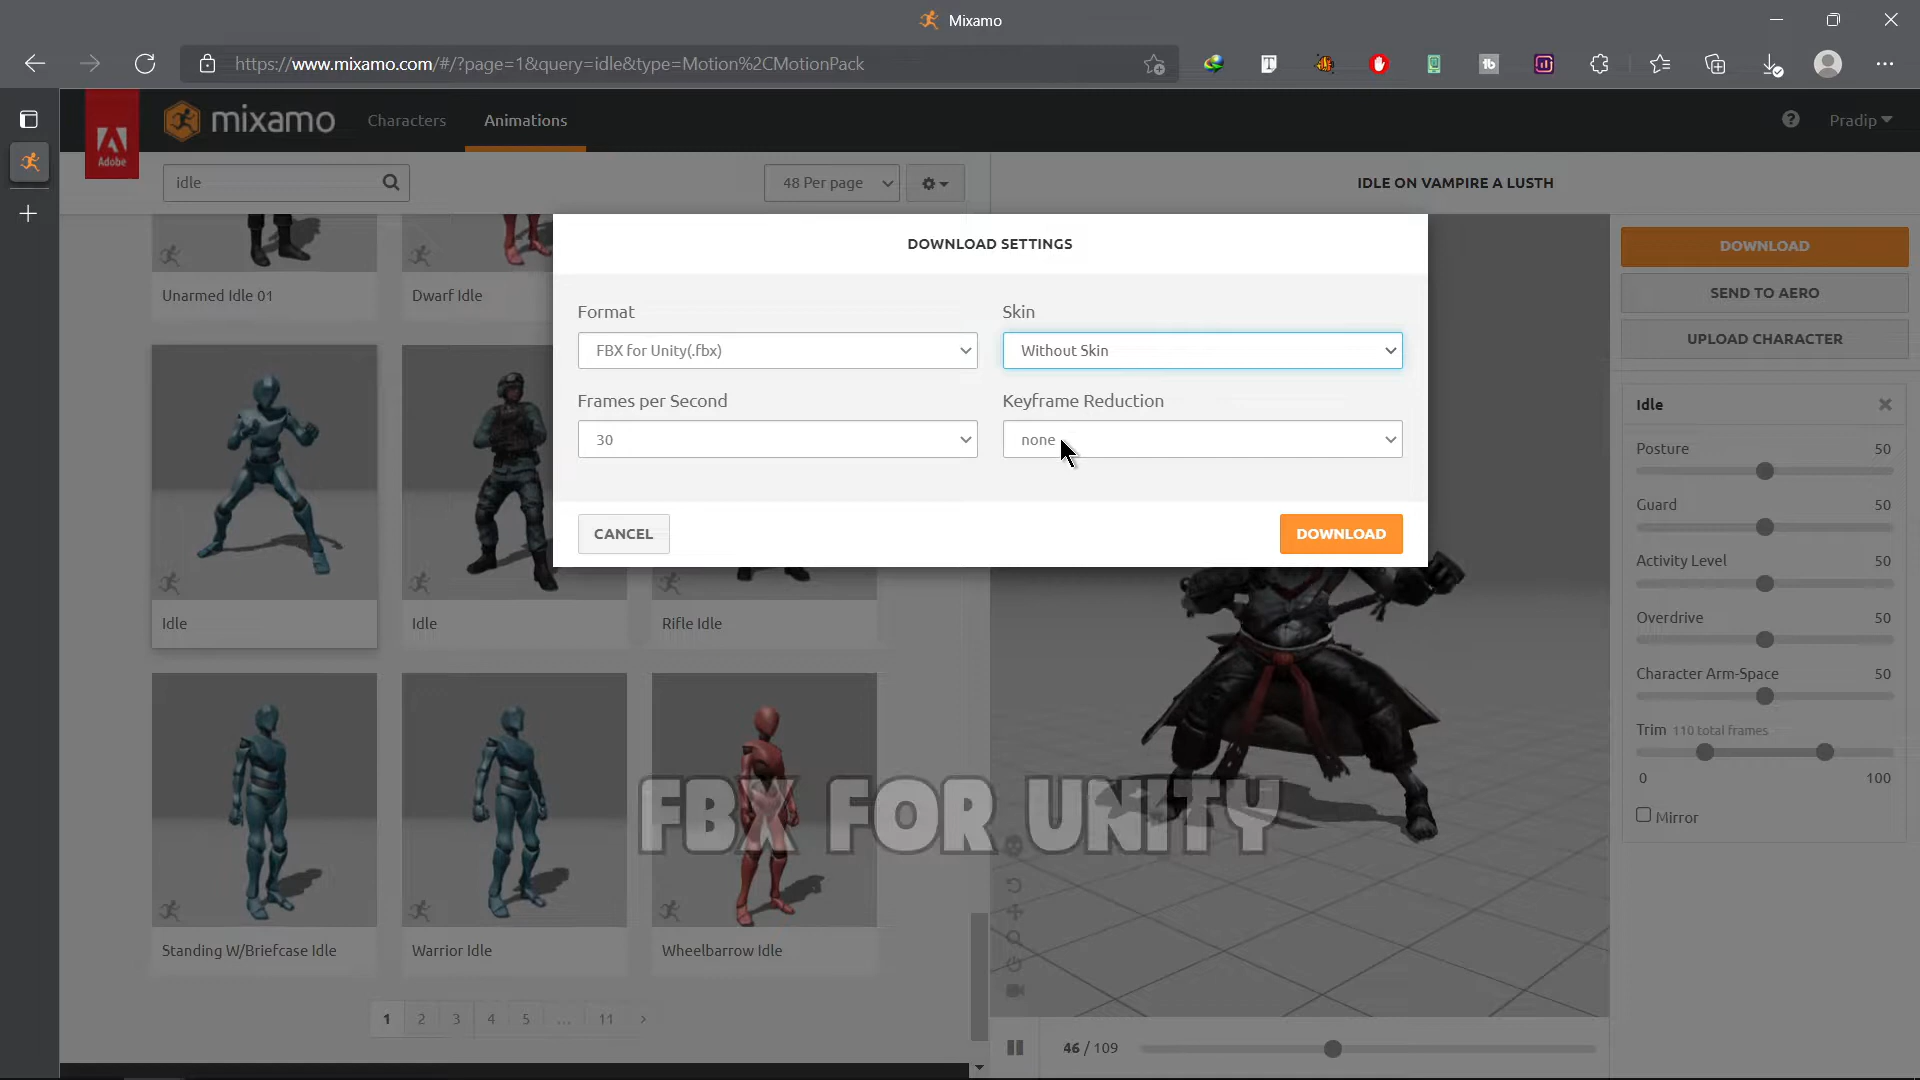 Mixamo
https://www.mixamo.com/#/?page=1&query=idle&type=Motion%2CMotionPack
Adobe
mixamo
Characters
Animations
Pradip
idle
48 Per page
IDLE ON VAMPIRE A LUSTH
DOWNLOAD SETTINGS
Format
Skin
FBX for Unity(.fbx)
Without Skin
Frames per Second
Keyframe Reduction
30
none
CANCEL
DOWNLOAD
DOWNLOAD
SEND TO AERO
UPLOAD CHARACTER
Idle
Posture 50
Guard 50
Activity Level 50
Overdrive 50
Character Arm-Space 50
Trim 110 total frames
0 100
Mirror
Unarmed Idle 01
Dwarf Idle
Idle
Idle
Rifle Idle
FBX FOR UNITY
Standing W/Briefcase Idle
Warrior Idle
Wheelbarrow Idle
1 2 3 4 5 ... 11 >
46 / 109